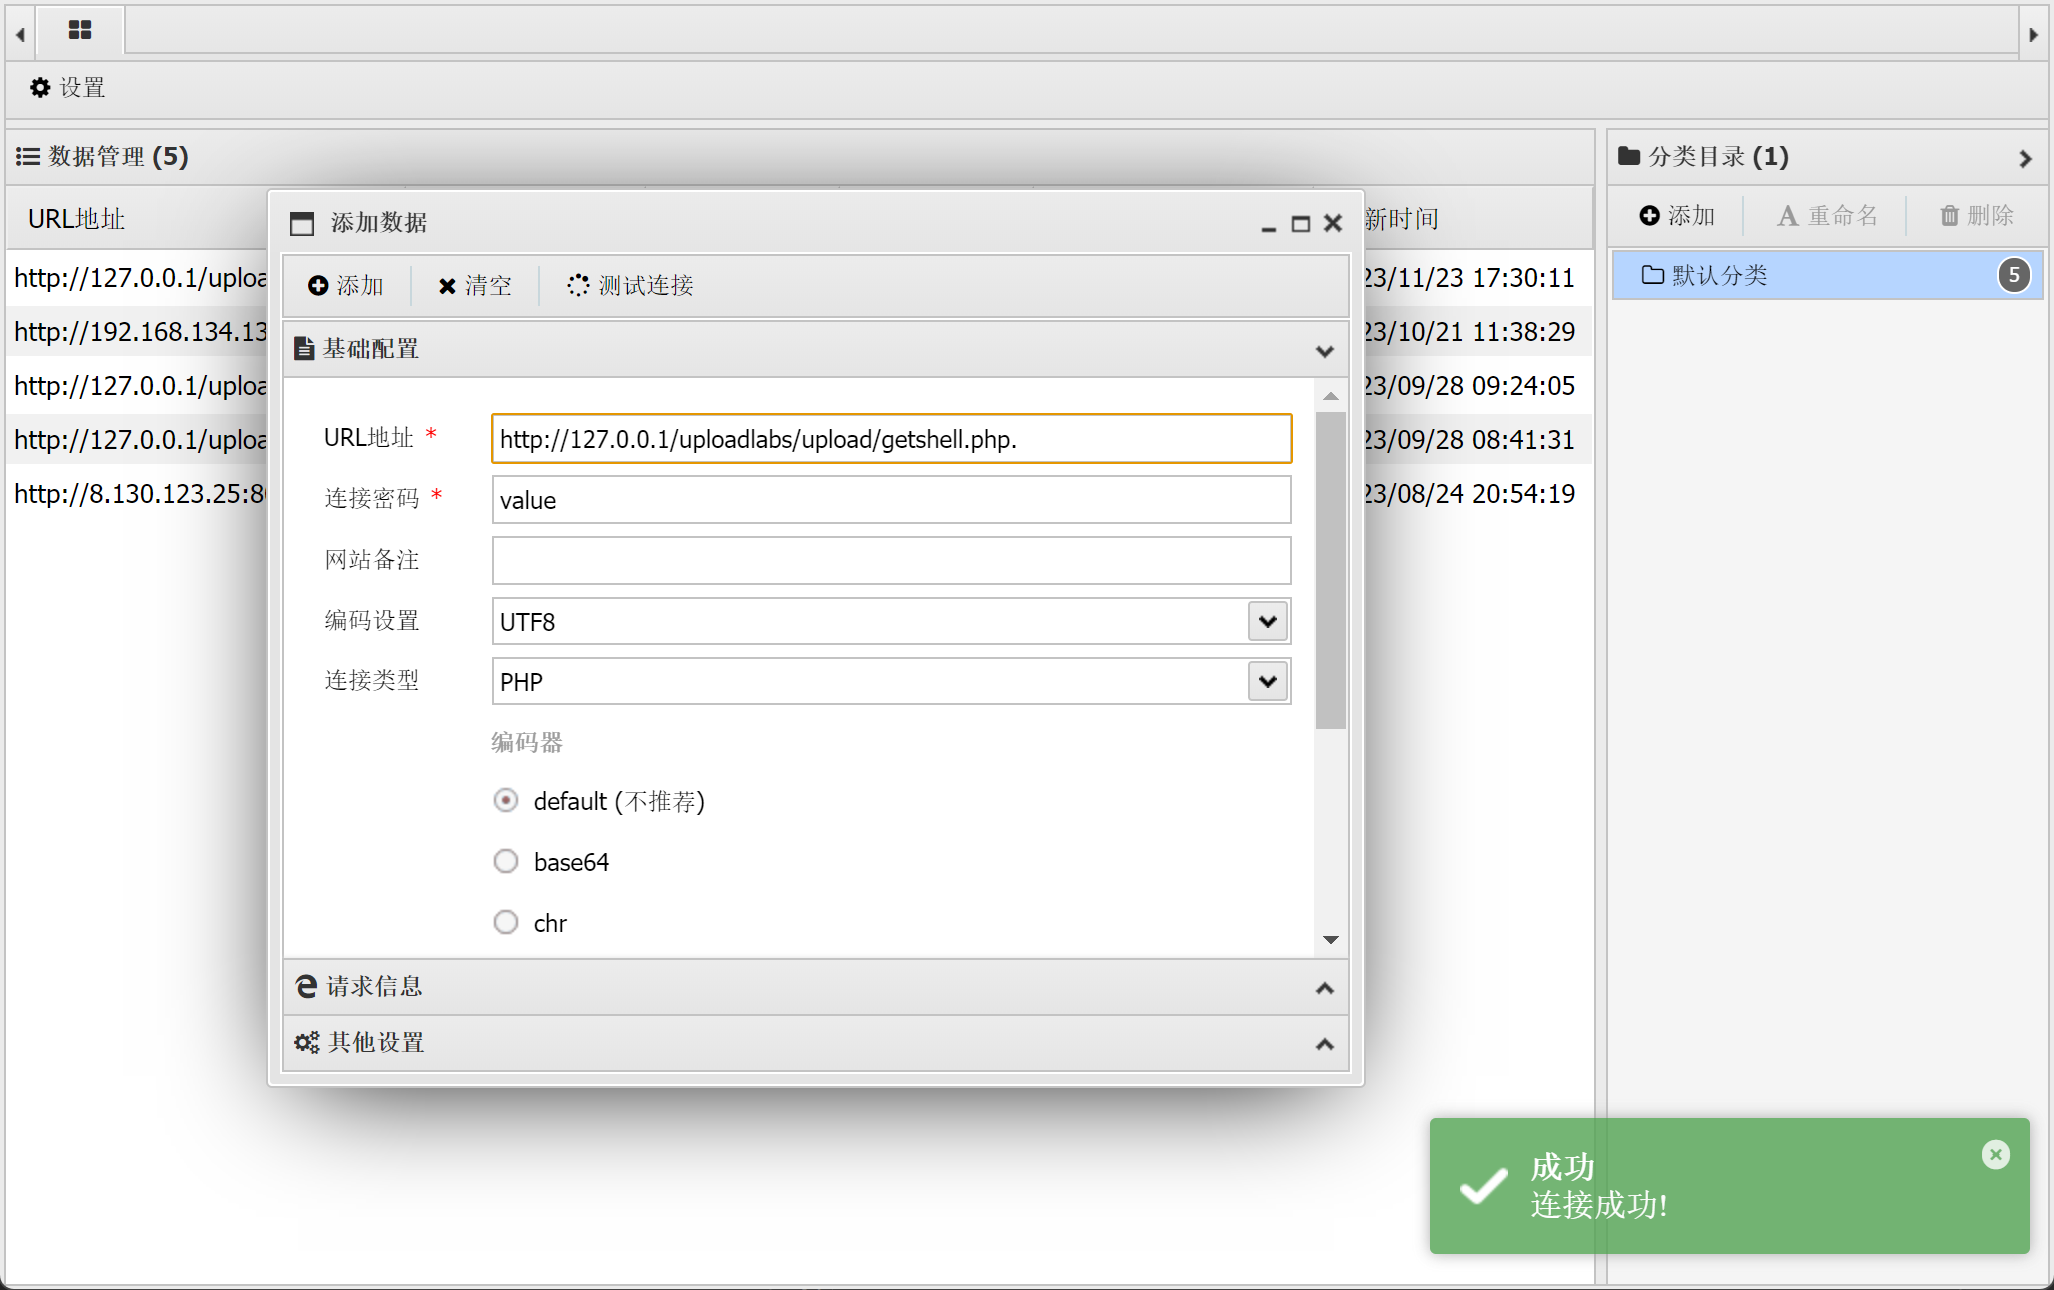 设置
数据管理 (5)
URL地址
新时间
http://127.0.0.1/uploa
23/11/23 17:30:11
http://192.168.134.13
23/10/21 11:38:29
http://127.0.0.1/uploa
23/09/28 09:24:05
http://127.0.0.1/uploa
23/09/28 08:41:31
http://8.130.123.25:8
23/08/24 20:54:19
添加数据
添加
清空
测试连接
基础配置
URL地址 *
http://127.0.0.1/uploadlabs/upload/getshell.php.
连接密码 *
value
网站备注
编码设置
UTF8
连接类型
PHP
编码器
default (不推荐)
base64
chr
请求信息
其他设置
分类目录 (1)
添加
重命名
删除
默认分类
5
成功
连接成功!